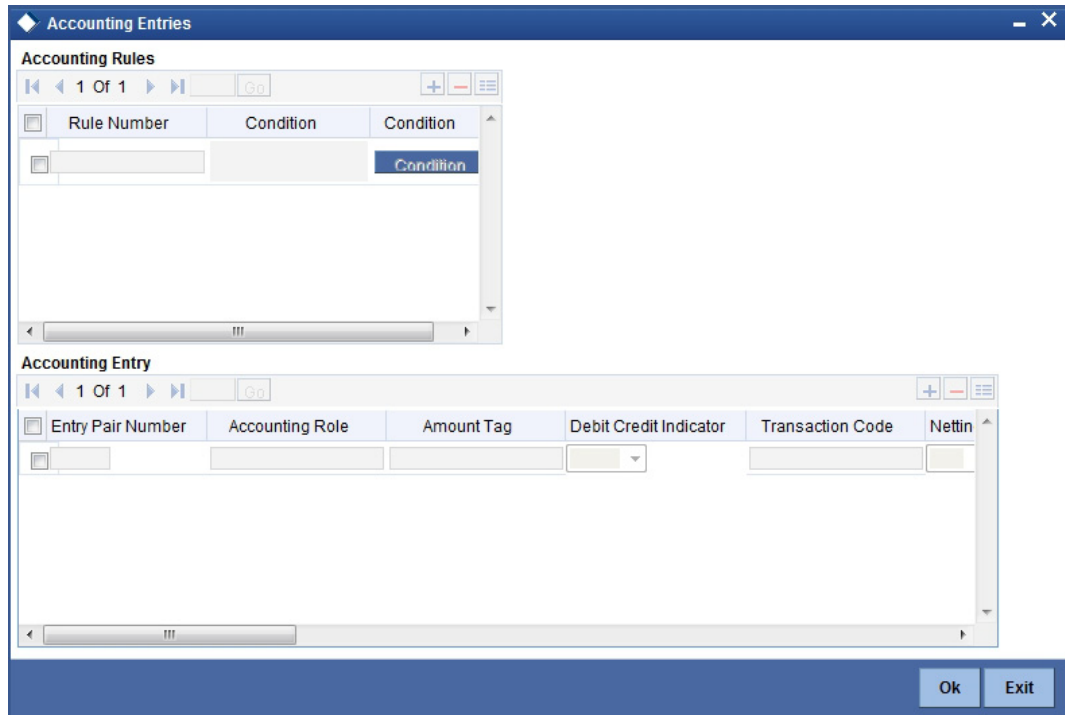 Accounting Entries
Accounting Rules
1 Of 1 Go
Rule Number Condition Condition
Condition
Accounting Entry
1 Of 1 Go
Entry Pair Number Accounting Role Amount Tag Debit Credit Indicator Transaction Code Nettin
Ok Exit